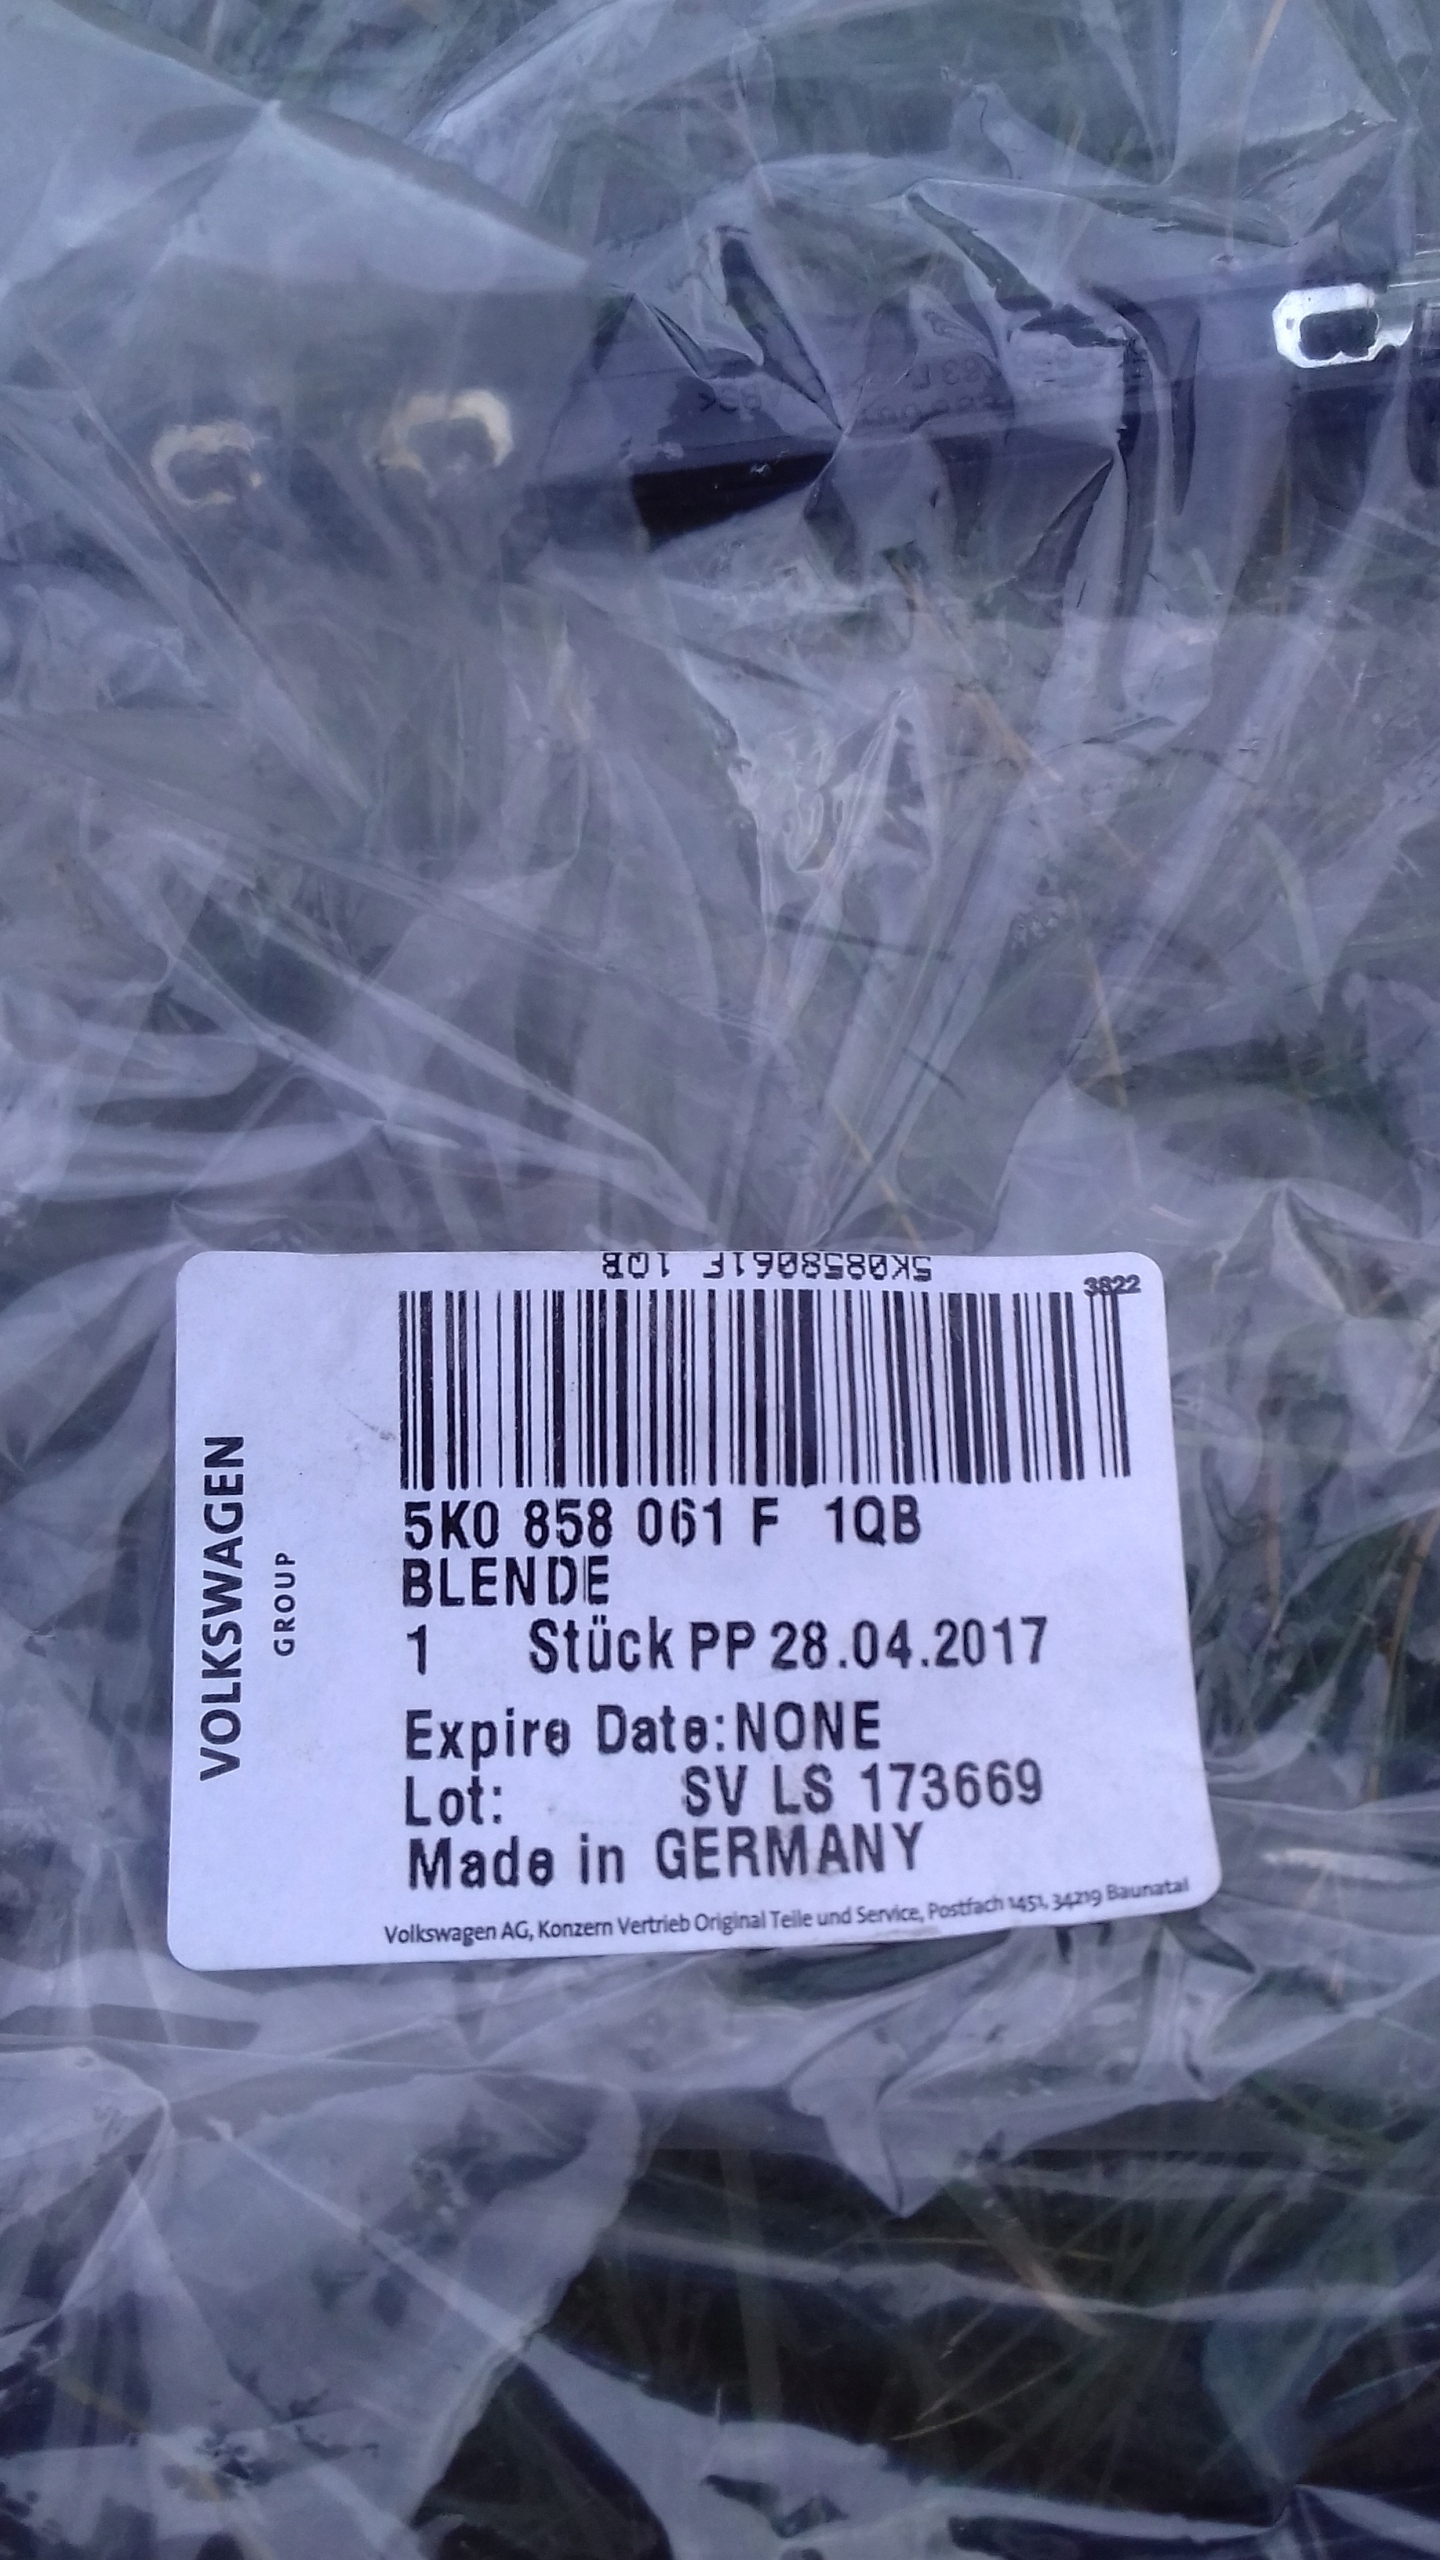 5K0858061F 1QB
3822
5K0 858 061 F 1QB
BLENDE
1 Stück PP 28.04.2017
Expire Date:NONE
Lot: SV LS 173669
Made in GERMANY
Volkswagen AG, Konzern Vertrieb Original Teile und Service, Postfach 1451, 34219 Baunatal
VOLKSWAGEN
GROUP